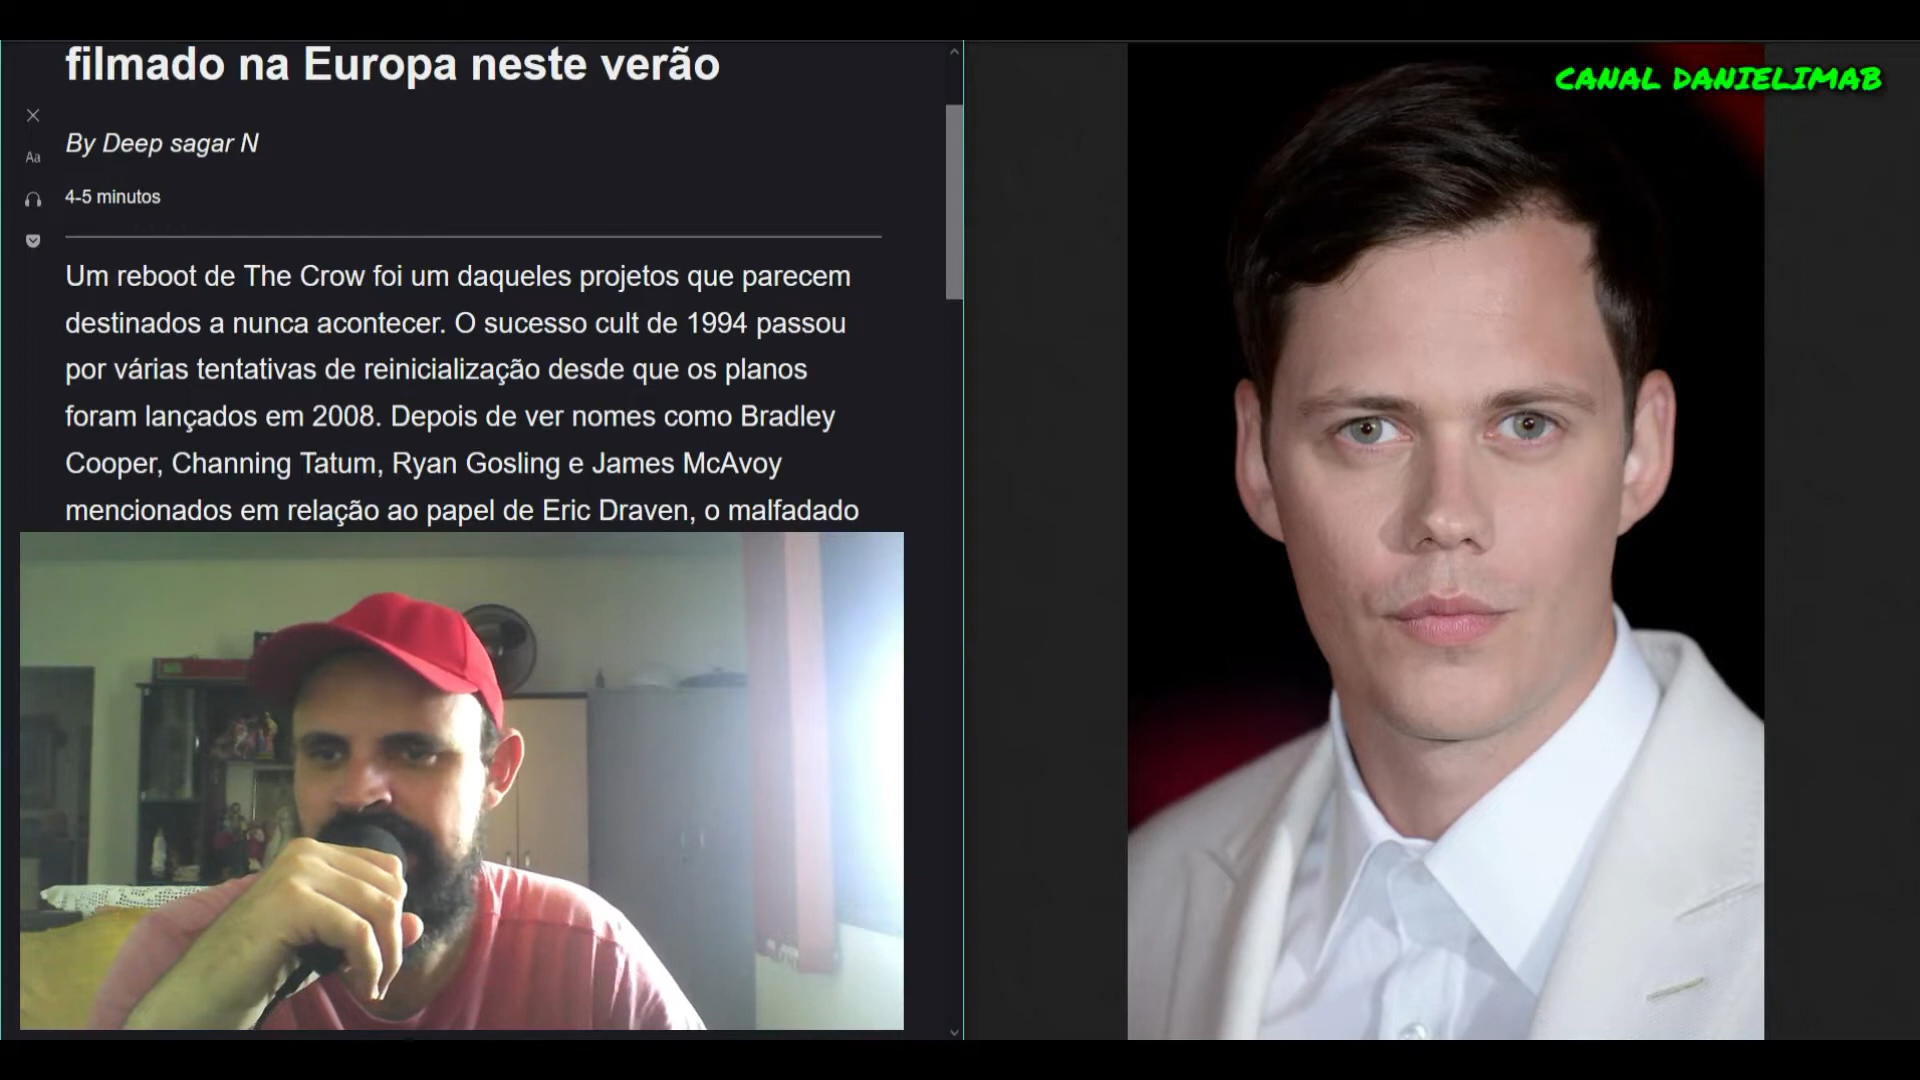 filmado na Europa neste verão
CANAL DANIELIMAB
By Deep sagar N
Aa
4-5 minutos
Um reboot de The Crow foi um daqueles projetos que parecem
destinados a nunca acontecer. O sucesso cult de 1994 passou
por várias tentativas de reinicialização desde que os planos
foram lançados em 2008. Depois de ver nomes como Bradley
Cooper, Channing Tatum, Ryan Gosling e James McAvoy
mencionados em relação ao papel de Eric Draven, o malfadado